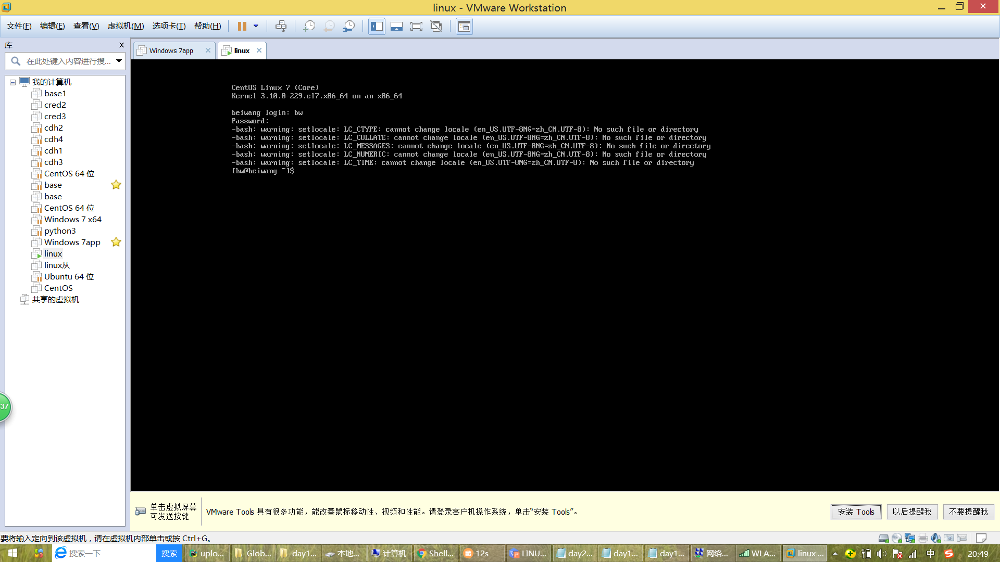 linux - VMware Workstation
文件(F) 编辑(E) 查看(V) 虚拟机(M) 选项卡(T) 帮助(H)
库
在此处键入内容进行搜...
我的计算机
base1
cred2
cred3
cdh2
cdh4
cdh1
cdh3
CentOS 64 位
base
base
CentOS 64 位
Windows 7 x64
python3
Windows 7app
linux
linux从
Ubuntu 64 位
CentOS
共享的虚拟机
37
Windows 7app
linux
CentOS Linux 7 (Core)
Kernel 3.10.0-229.el7.x86_64 on an x86_64
beiwang login: bw
Password:
-bash: warning: setlocale: LC_CTYPE: cannot change locale (en_US.UTF-8NG=zh_CN.UTF-8): No such file or directory
-bash: warning: setlocale: LC_COLLATE: cannot change locale (en_US.UTF-8NG=zh_CN.UTF-8): No such file or directory
-bash: warning: setlocale: LC_MESSAGES: cannot change locale (en_US.UTF-8NG=zh_CN.UTF-8): No such file or directory
-bash: warning: setlocale: LC_NUMERIC: cannot change locale (en_US.UTF-8NG=zh_CN.UTF-8): No such file or directory
-bash: warning: setlocale: LC_TIME: cannot change locale (en_US.UTF-8NG=zh_CN.UTF-8): No such file or directory
[bw@beiwang ~]$
单击虚拟屏幕
可发送按键
VMware Tools 具有很多功能，能改善鼠标移动性、视频和性能。请登录客户机操作系统，单击“安装 Tools”。
安装 Tools
以后提醒我
不要提醒我
要将输入定向到该虚拟机，请在虚拟机内部单击或按 Ctrl+G。
搜索一下 搜索 uplo... Glob... day1... 本地... 计算机 Shell... 12s LINU... day2... day1... day1... 网络... WLA... linux ... 中 20:49